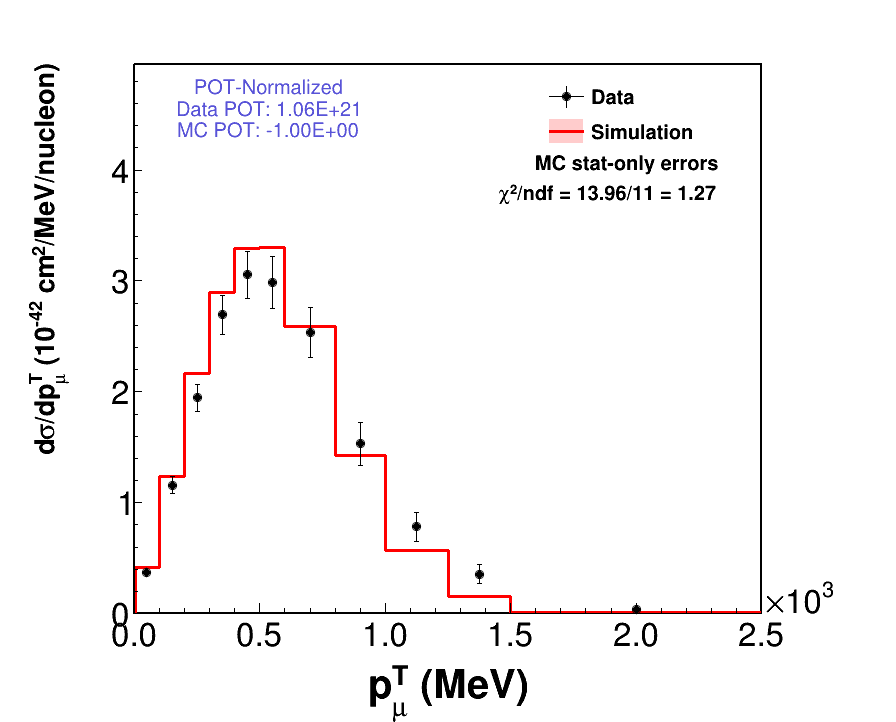 POT-Normalized
Data POT: 1.06E+21
MC POT: -1.00E+00
Data
Simulation
MC stat-only errors
χ²/ndf = 13.96/11 = 1.27
dσ/dp^T_μ (10^-42 cm²/MeV/nucleon)
4
3
2
1
0
0.0 0.5 1.0 1.5 2.0 2.5
×10³
p^T_μ (MeV)